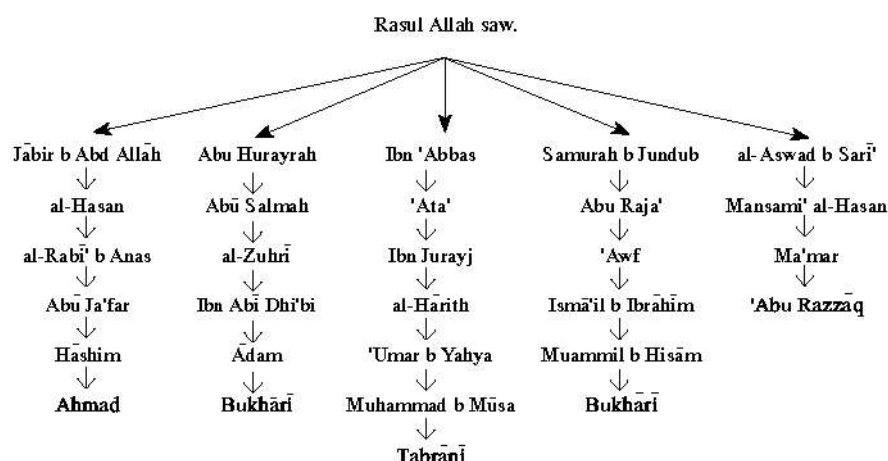 Rasul Allah saw.
Jābir b Abd Allāh Abu Hurayrah Ibn 'Abbas Samurah b Jundub al-Aswad b Sarī'
al-Hasan Abū Salmah 'Ata' Abu Raja' Mansami' al-Hasan
al-Rabī' b Anas al-Zuhrī Ibn Jurayj 'Awf Ma'mar
Abū Ja'far Ibn Abī Dhi'bi al-Hārith Ismā'il b Ibrāhīm 'Abu Razzāq
Hāshim Ādam 'Umar b Yahya Muammil b Hisām
Ahmad Bukhārī Muhammad b Mūsa Bukhārī
Tabrānī